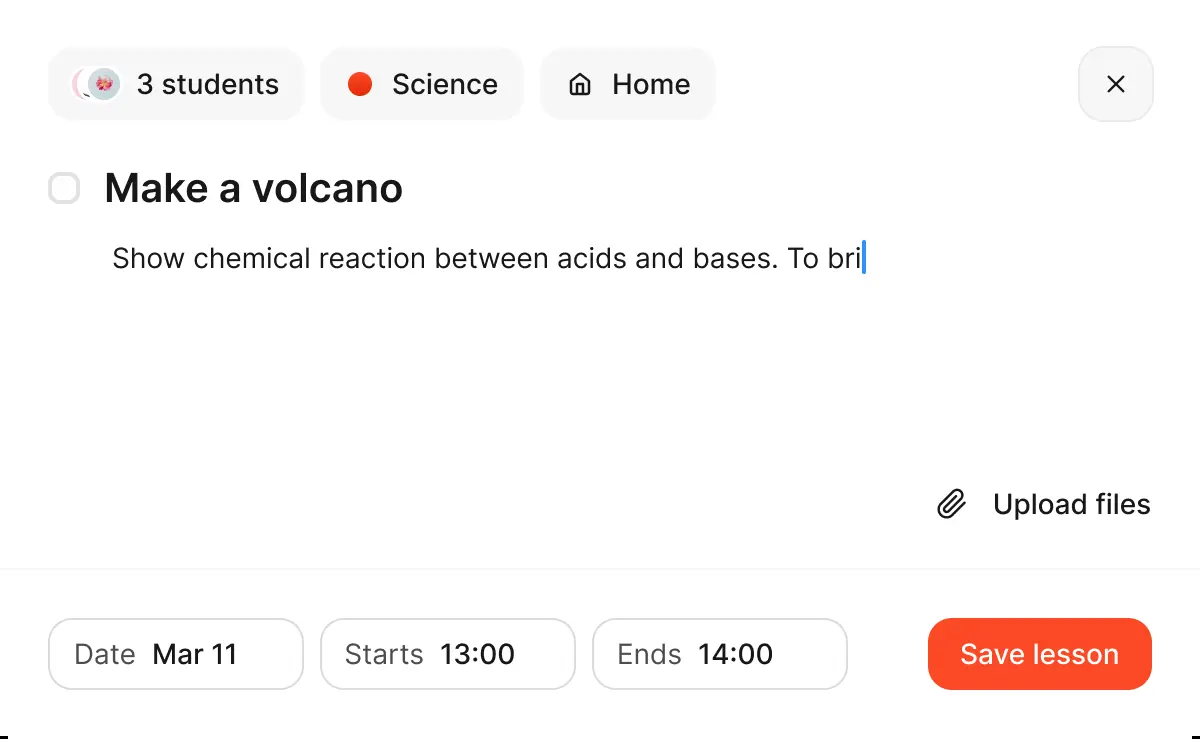 3 students Science Home
Make a volcano
Show chemical reaction between acids and bases. To bri
Upload files
Date Mar 11 Starts 13:00 Ends 14:00 Save lesson